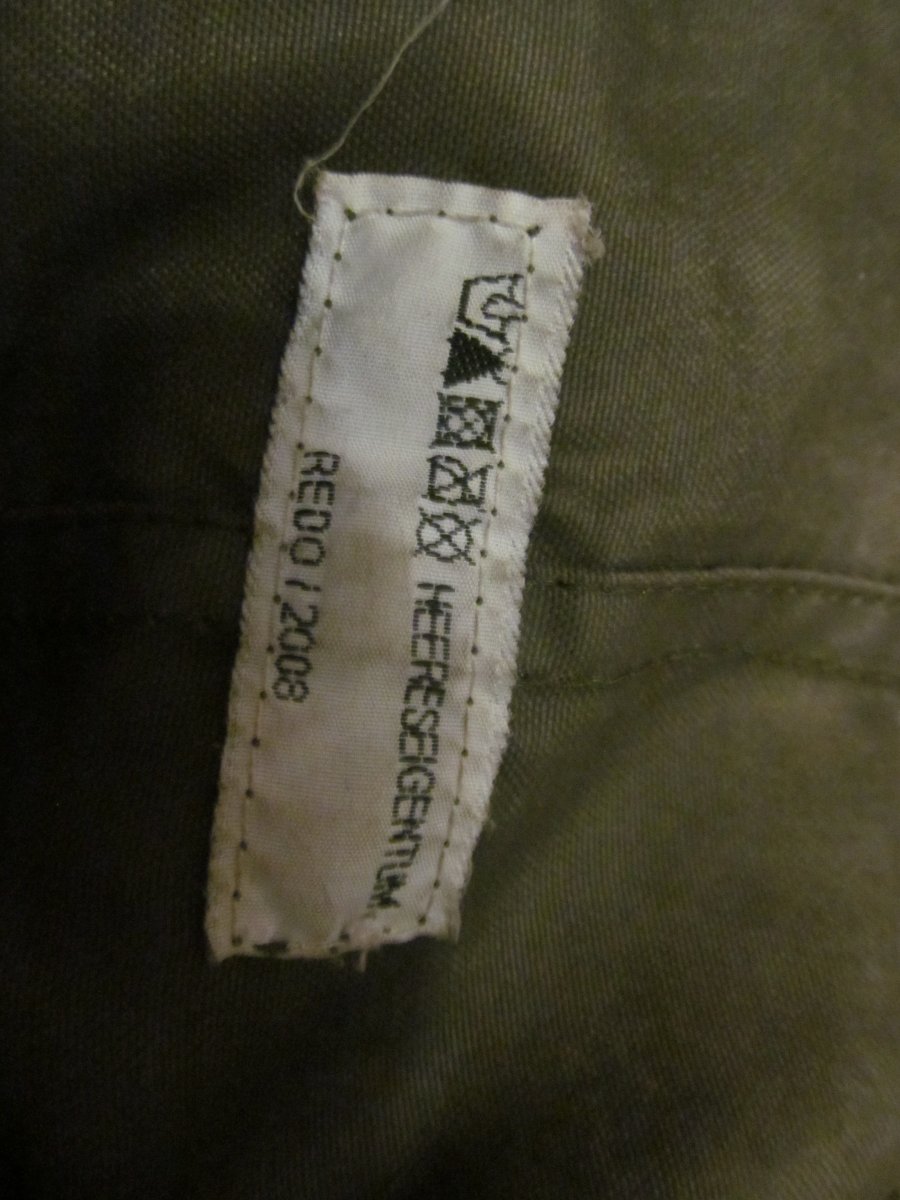 HEERESEIGENTUM
REDO / 2008